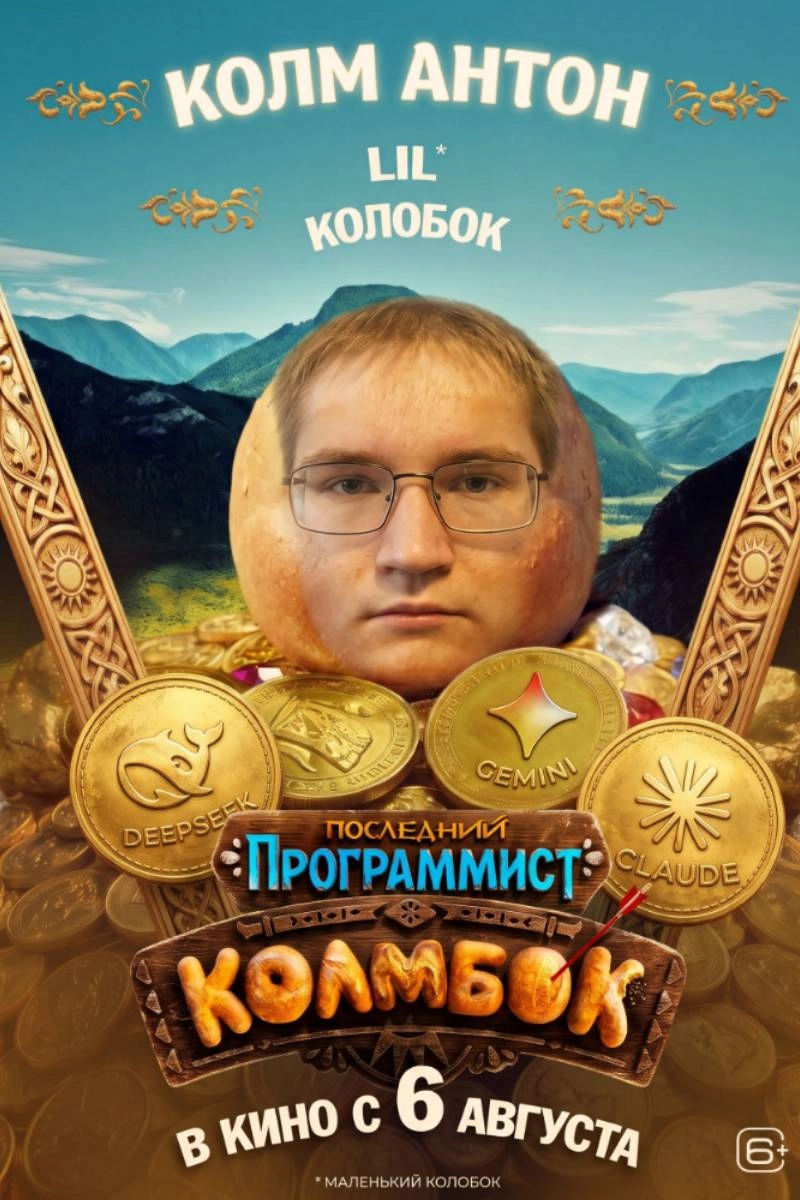 КОЛМ АНТОН
LIL*
КОЛОБОК
DEEPSEEK
GEMINI
CLAUDE
ПОСЛЕДНИЙ
ПРОГРАММИСТ
КОЛМБОК
В КИНО С 6 АВГУСТА
6+
* МАЛЕНЬКИЙ КОЛОБОК